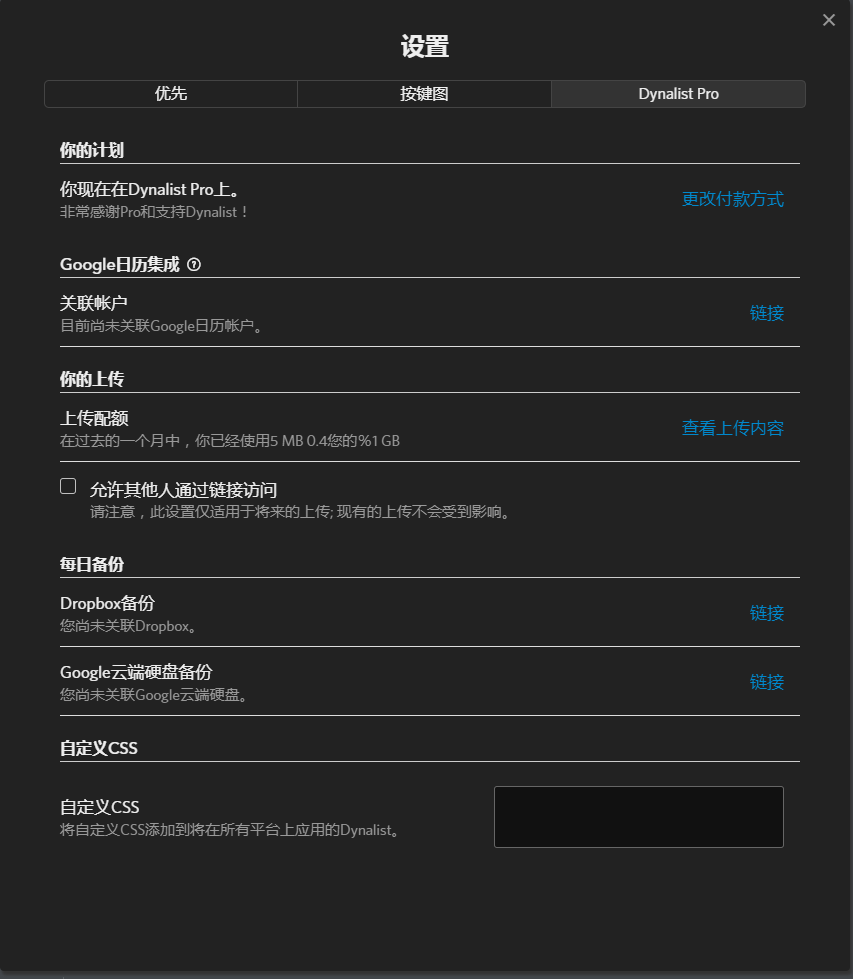 设置
优先
按键图
Dynalist Pro
你的计划
你现在在Dynalist Pro上。
非常感谢Pro和支持Dynalist！
更改付款方式
Google日历集成
关联帐户
目前尚未关联Google日历帐户。
链接
你的上传
上传配额
在过去的一个月中，你已经使用5 MB 0.4您的%1 GB
查看上传内容
允许其他人通过链接访问
请注意，此设置仅适用于将来的上传; 现有的上传不会受到影响。
每日备份
Dropbox备份
您尚未关联Dropbox。
链接
Google云端硬盘备份
您尚未关联Google云端硬盘。
链接
自定义CSS
自定义CSS
将自定义CSS添加到将在所有平台上应用的Dynalist。